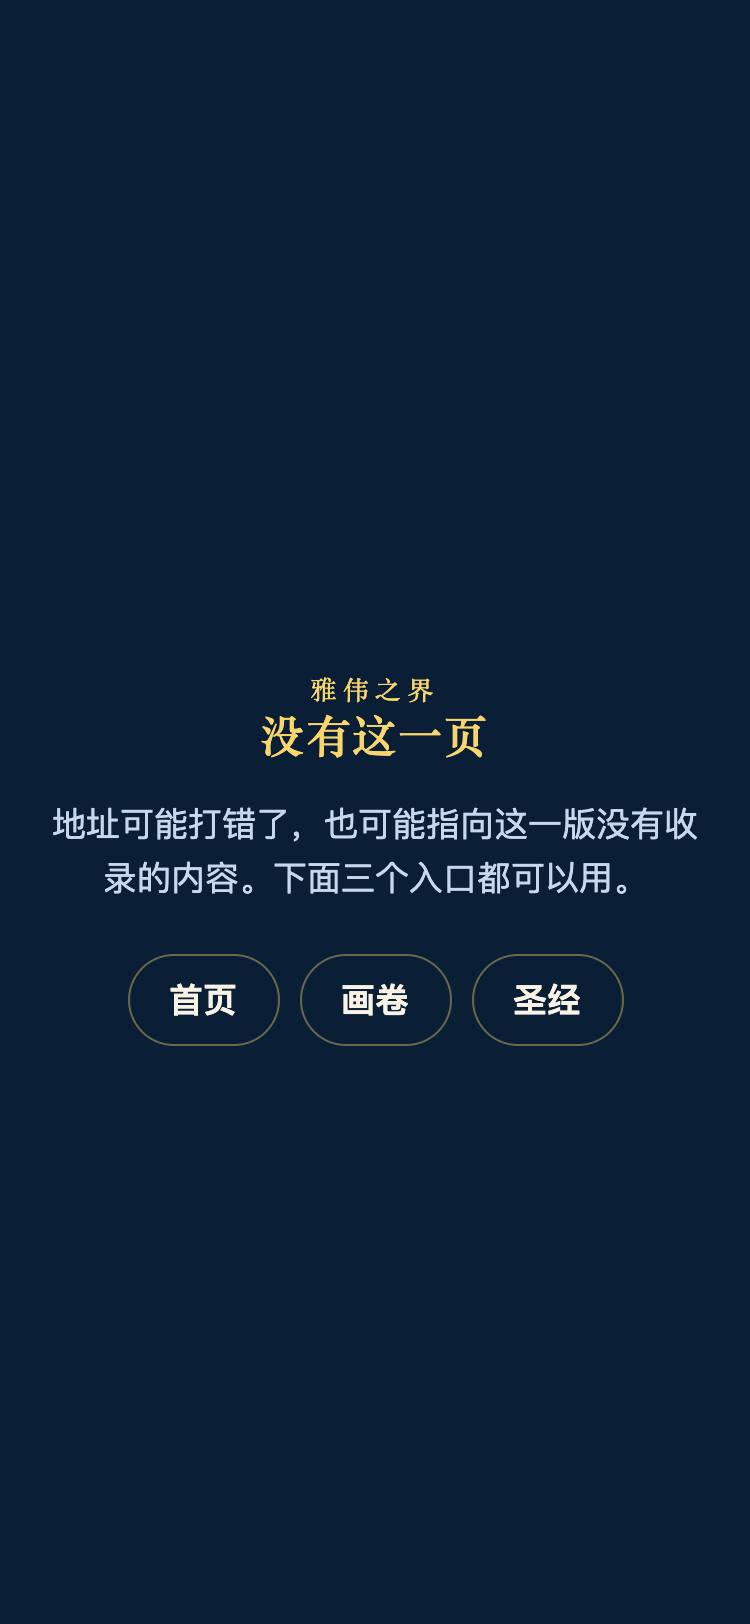 雅伟之界
没有这一页
地址可能打错了，也可能指向这一版没有收
录的内容。下面三个入口都可以用。
首页 画卷 圣经